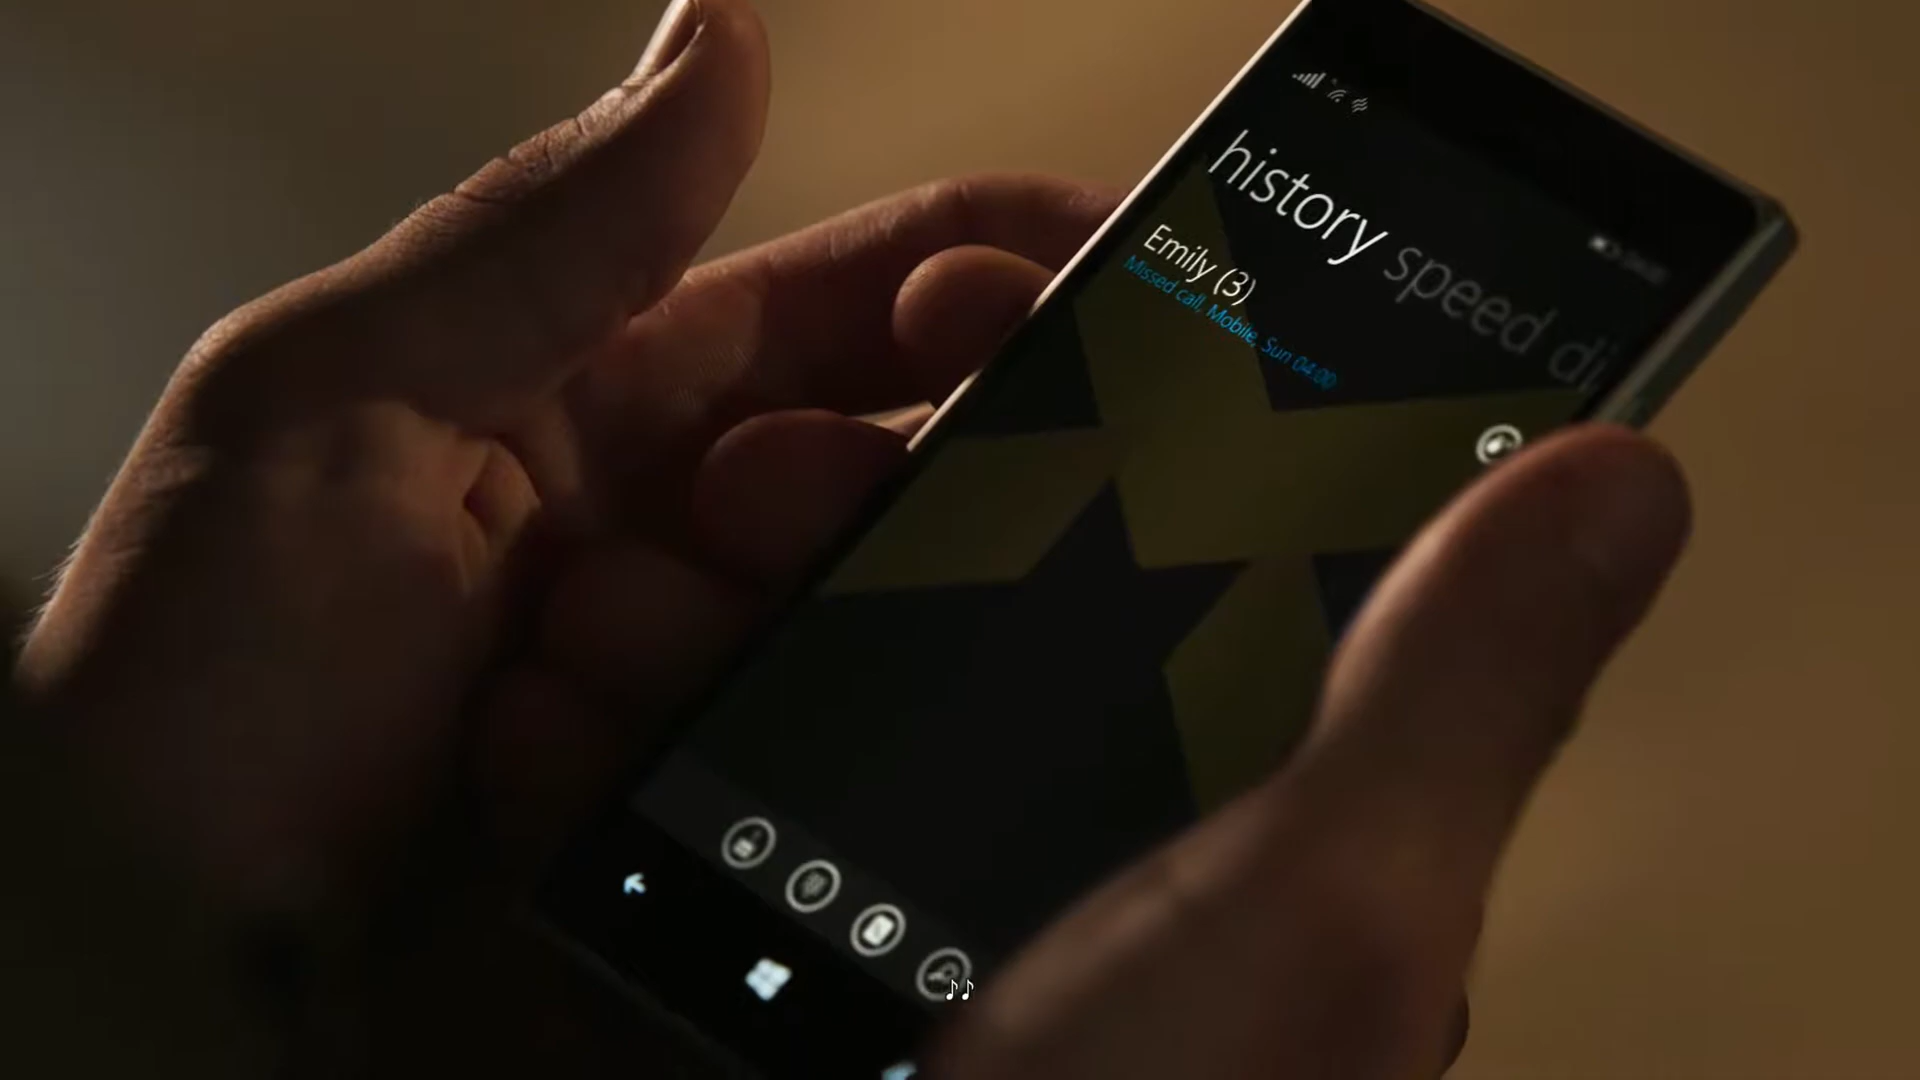 history speed di
Emily (3)
Missed call, Mobile, Sun 04:00
♪♪